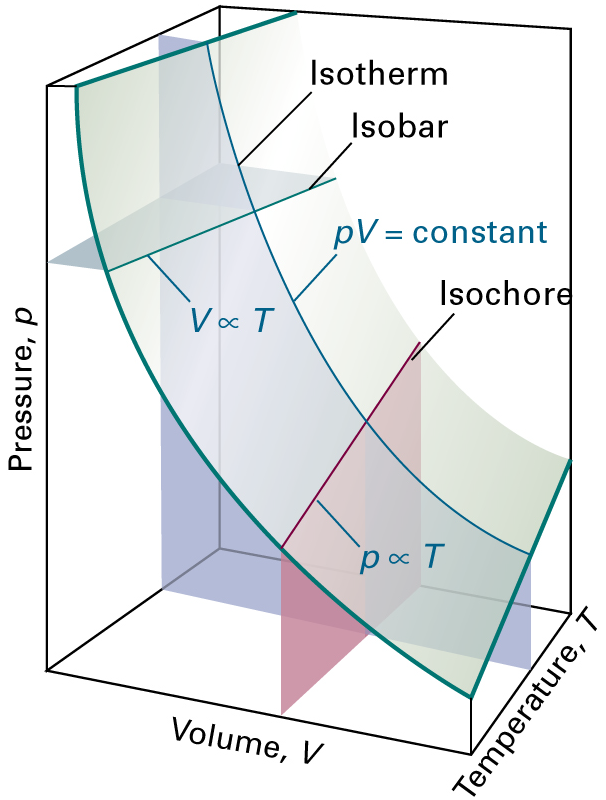 Isotherm
Isobar
pV = constant
Isochore
V ∝ T
Pressure, p
p ∝ T
Volume, V
Temperature, T